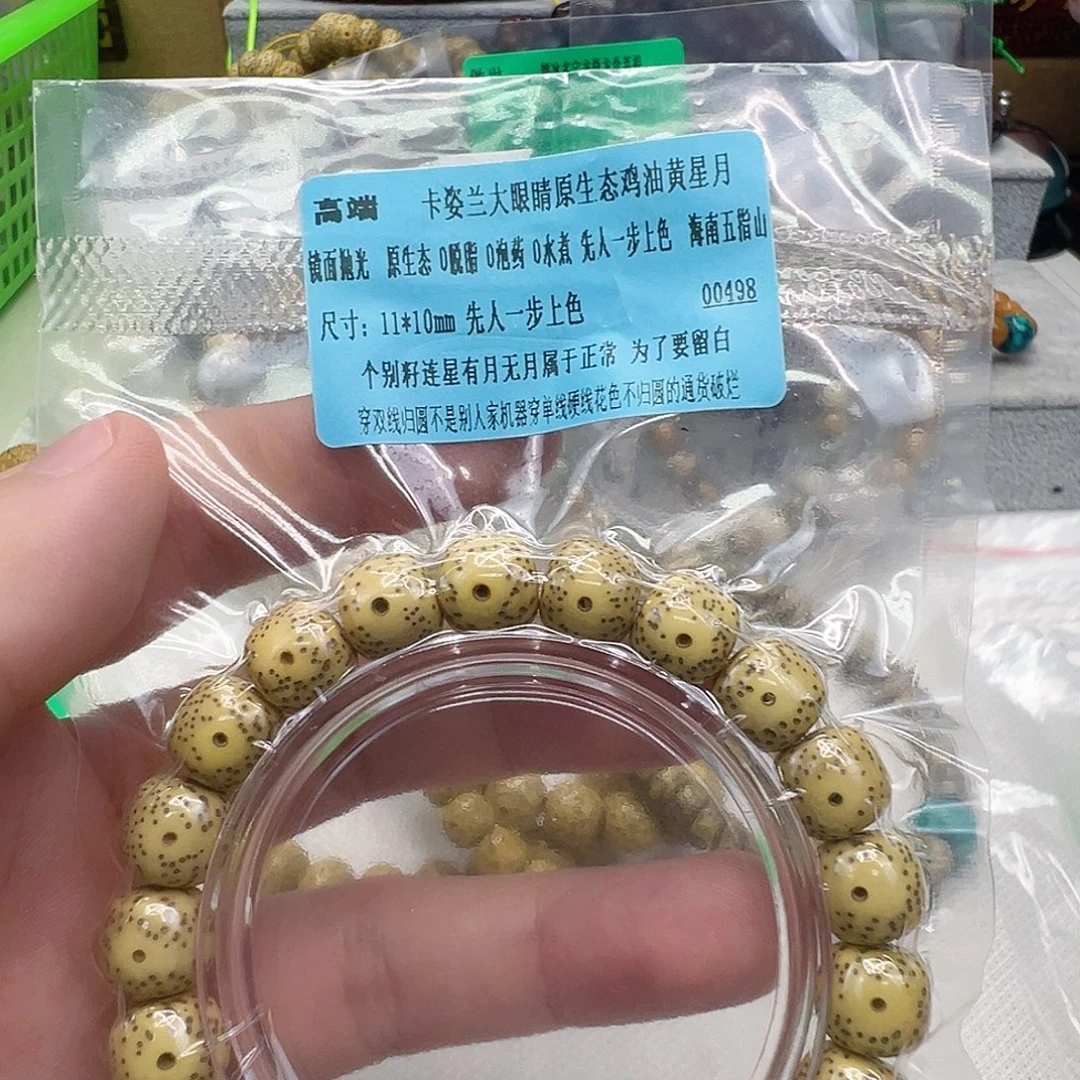 高端 卡姿兰大眼睛原生态鸡油黄星月
镜面抛光 原生态 0脱脂 0泡药 0水煮 先人一步上色 海南五指山
尺寸：11*10mm 先人一步上色 00498
个别籽连星有月无月属于正常 为了要留白
穿双线归圆不是别人家机器穿单线硬线花色不归圆的通货破烂